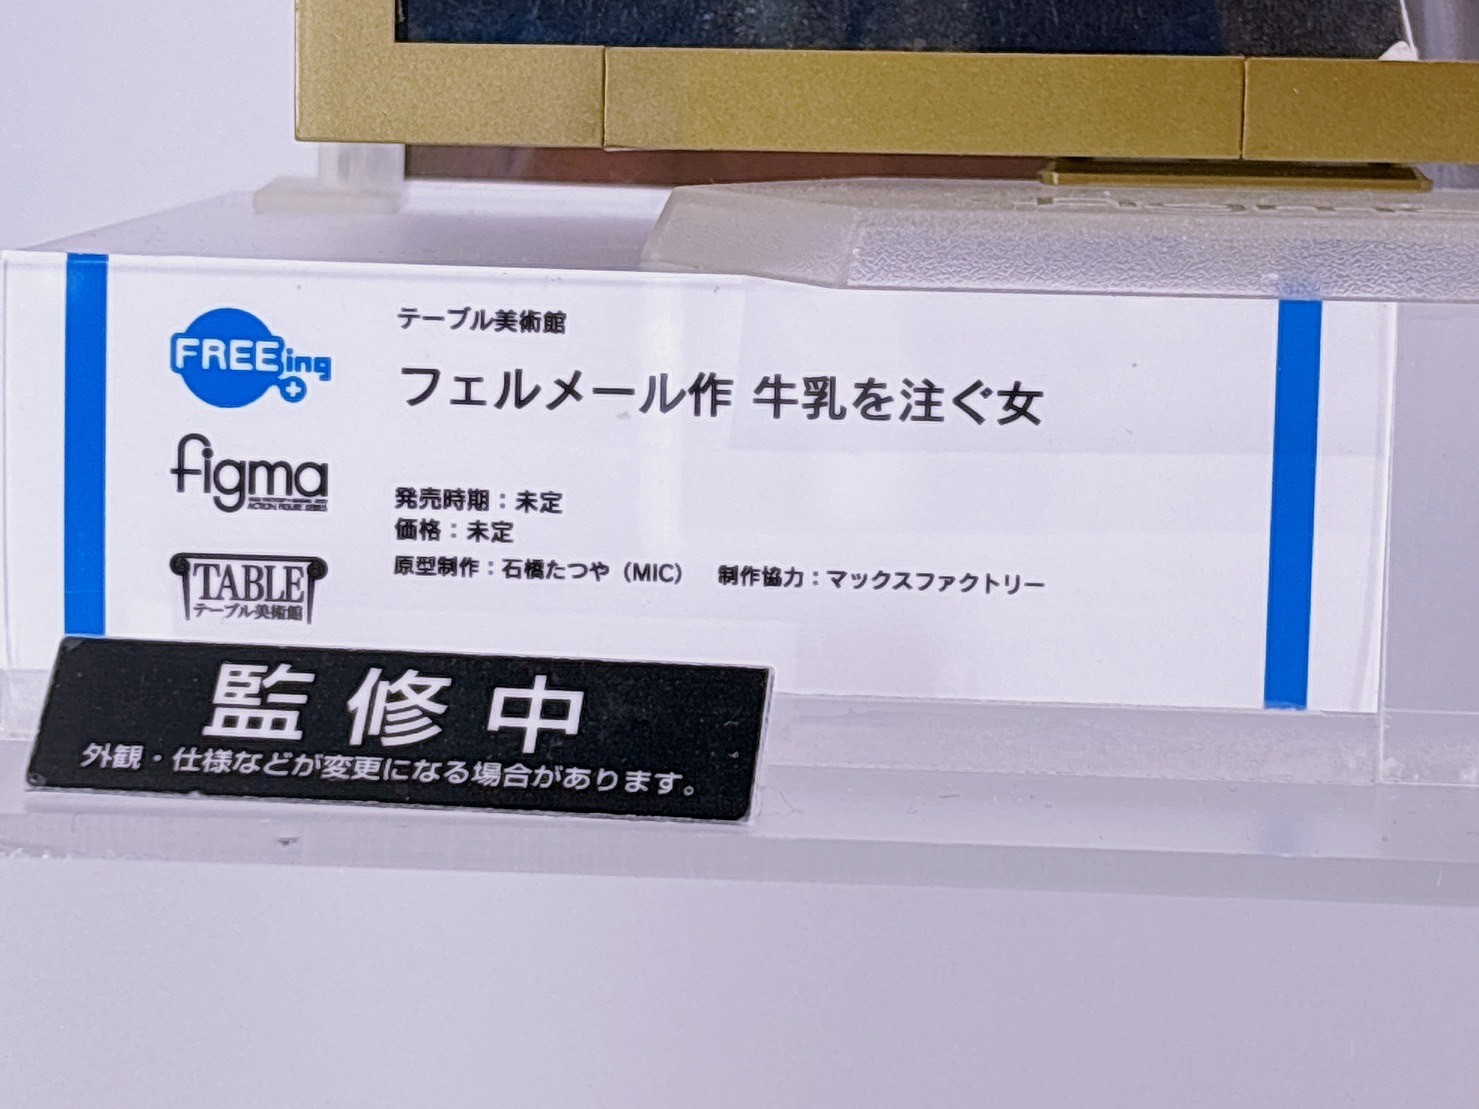 FREEing
テーブル美術館
フェルメール作 牛乳を注ぐ女
figma
ACTION FIGURE SERIES
発売時期：未定
価格：未定
原型制作：石橋たつや（MIC） 制作協力：マックスファクトリー
TABLE
テーブル美術館
監修中
外観・仕様などが変更になる場合があります。